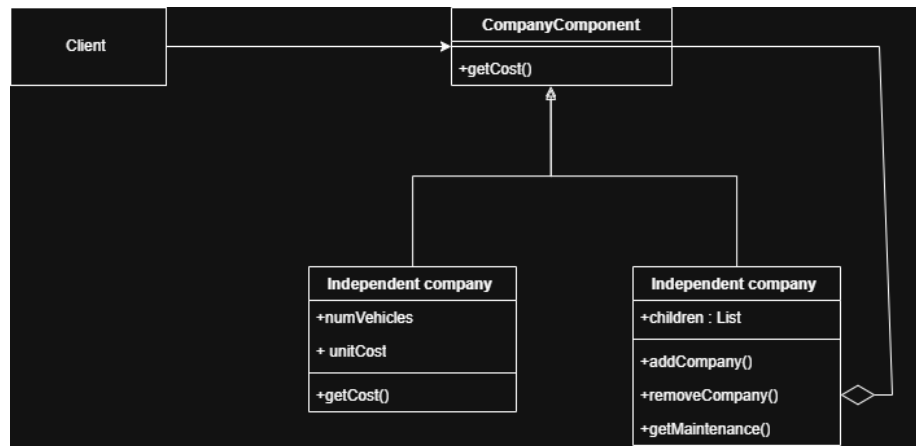 Client
CompanyComponent
+getCost()
Independent company
+numVehicles
+ unitCost
+getCost()
Independent company
+children : List
+addCompany()
+removeCompany()
+getMaintenance()